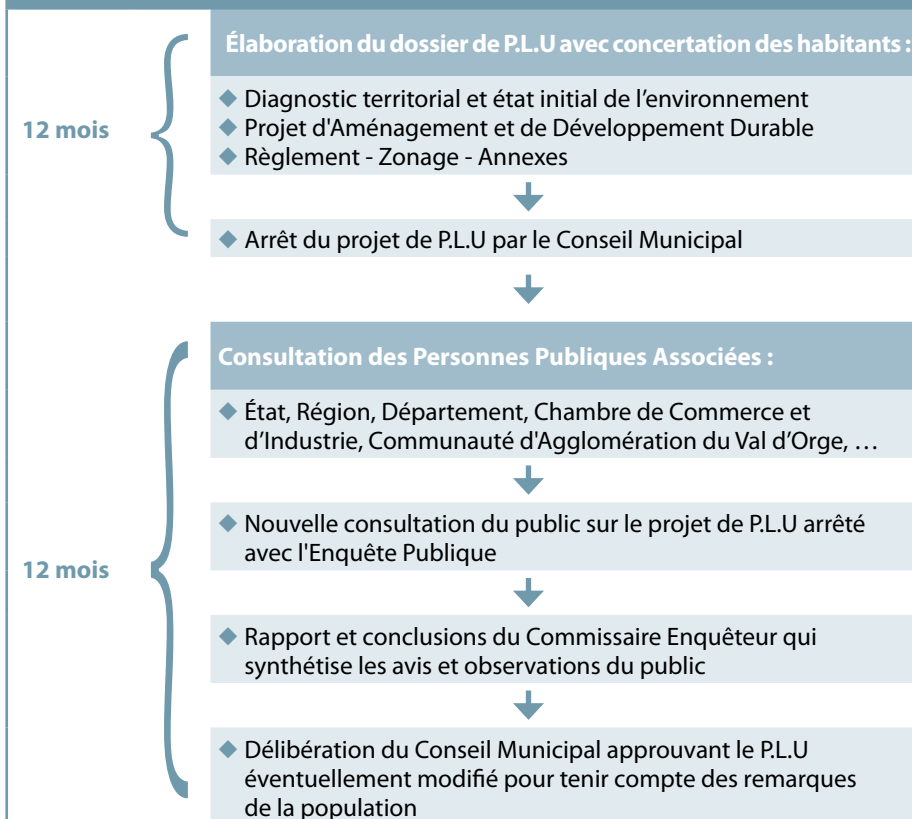 Élaboration du dossier de P.L.U avec concertation des habitants :
12 mois
◆ Diagnostic territorial et état initial de l’environnement
◆ Projet d'Aménagement et de Développement Durable
◆ Règlement - Zonage - Annexes
◆ Arrêt du projet de P.L.U par le Conseil Municipal
Consultation des Personnes Publiques Associées :
12 mois
◆ État, Région, Département, Chambre de Commerce et
d’Industrie, Communauté d'Agglomération du Val d’Orge, …
◆ Nouvelle consultation du public sur le projet de P.L.U arrêté
avec l'Enquête Publique
◆ Rapport et conclusions du Commissaire Enquêteur qui
synthétise les avis et observations du public
◆ Délibération du Conseil Municipal approuvant le P.L.U
éventuellement modifié pour tenir compte des remarques
de la population